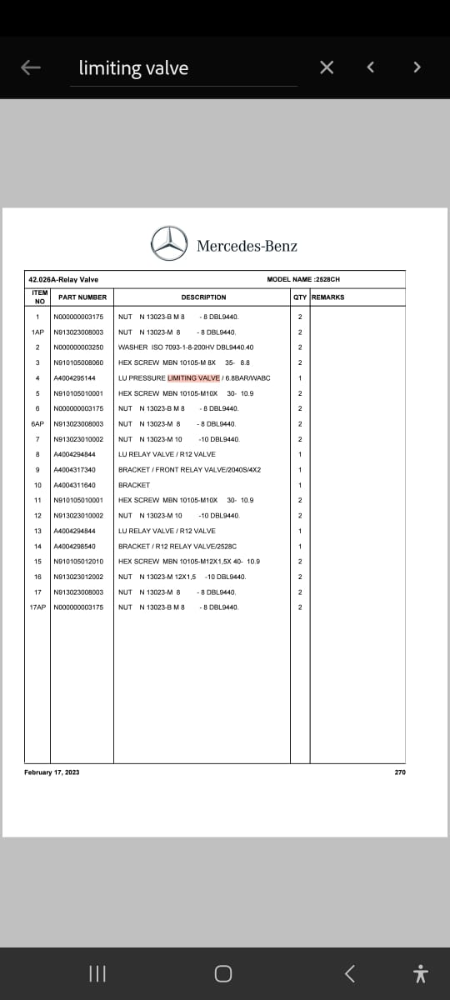 limiting valve
Mercedes-Benz
42.026A-Relay Valve MODEL NAME :2528CH
ITEM NO PART NUMBER DESCRIPTION QTY REMARKS
1 N000000003175 NUT N 13023-B M 8 - 8 DBL9440. 2
1AP N913023008003 NUT N 13023-M 8 - 8 DBL9440. 2
2 N000000003250 WASHER ISO 7093-1-8-200HV DBL9440.40 2
3 N910105008060 HEX SCREW MBN 10105-M 8X 35- 8.8 2
4 A4004295144 LU PRESSURE LIMITING VALVE / 6.8BAR/WABC 1
5 N910105010001 HEX SCREW MBN 10105-M10X 30- 10.9 2
6 N000000003175 NUT N 13023-B M 8 - 8 DBL9440. 2
6AP N913023008003 NUT N 13023-M 8 - 8 DBL9440. 2
7 N913023010002 NUT N 13023-M 10 -10 DBL9440. 2
8 A4004294844 LU RELAY VALVE / R12 VALVE 1
9 A4004317340 BRACKET / FRONT RELAY VALVE/2040S/4X2 1
10 A4004311640 BRACKET 1
11 N910105010001 HEX SCREW MBN 10105-M10X 30- 10.9 2
12 N913023010002 NUT N 13023-M 10 -10 DBL9440. 2
13 A4004294844 LU RELAY VALVE / R12 VALVE 1
14 A4004298540 BRACKET / R12 RELAY VALVE/2528C 1
15 N910105012010 HEX SCREW MBN 10105-M12X1,5X 40- 10.9 2
16 N913023012002 NUT N 13023-M 12X1,5 -10 DBL9440. 2
17 N913023008003 NUT N 13023-M 8 - 8 DBL9440. 2
17AP N000000003175 NUT N 13023-B M 8 - 8 DBL9440. 2
February 17, 2023 270